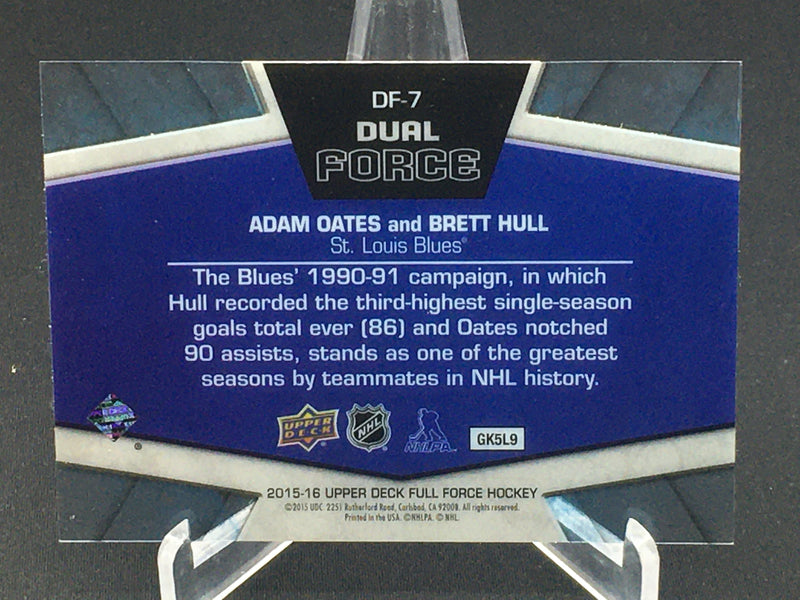 DF-7
DUAL
FORCE
ADAM OATES and BRETT HULL
St. Louis Blues®
The Blues' 1990-91 campaign, in which
Hull recorded the third-highest single-season
goals total ever (86) and Oates notched
90 assists, stands as one of the greatest
seasons by teammates in NHL history.
UPPER
DECK
NHL
NHLPA
GK5L9
®
2015-16 UPPER DECK FULL FORCE HOCKEY
©2015 UDC 2251 Rutherford Road, Carlsbad, CA 92008. All rights reserved.
Printed in the USA. ©NHLPA. ©NHL.